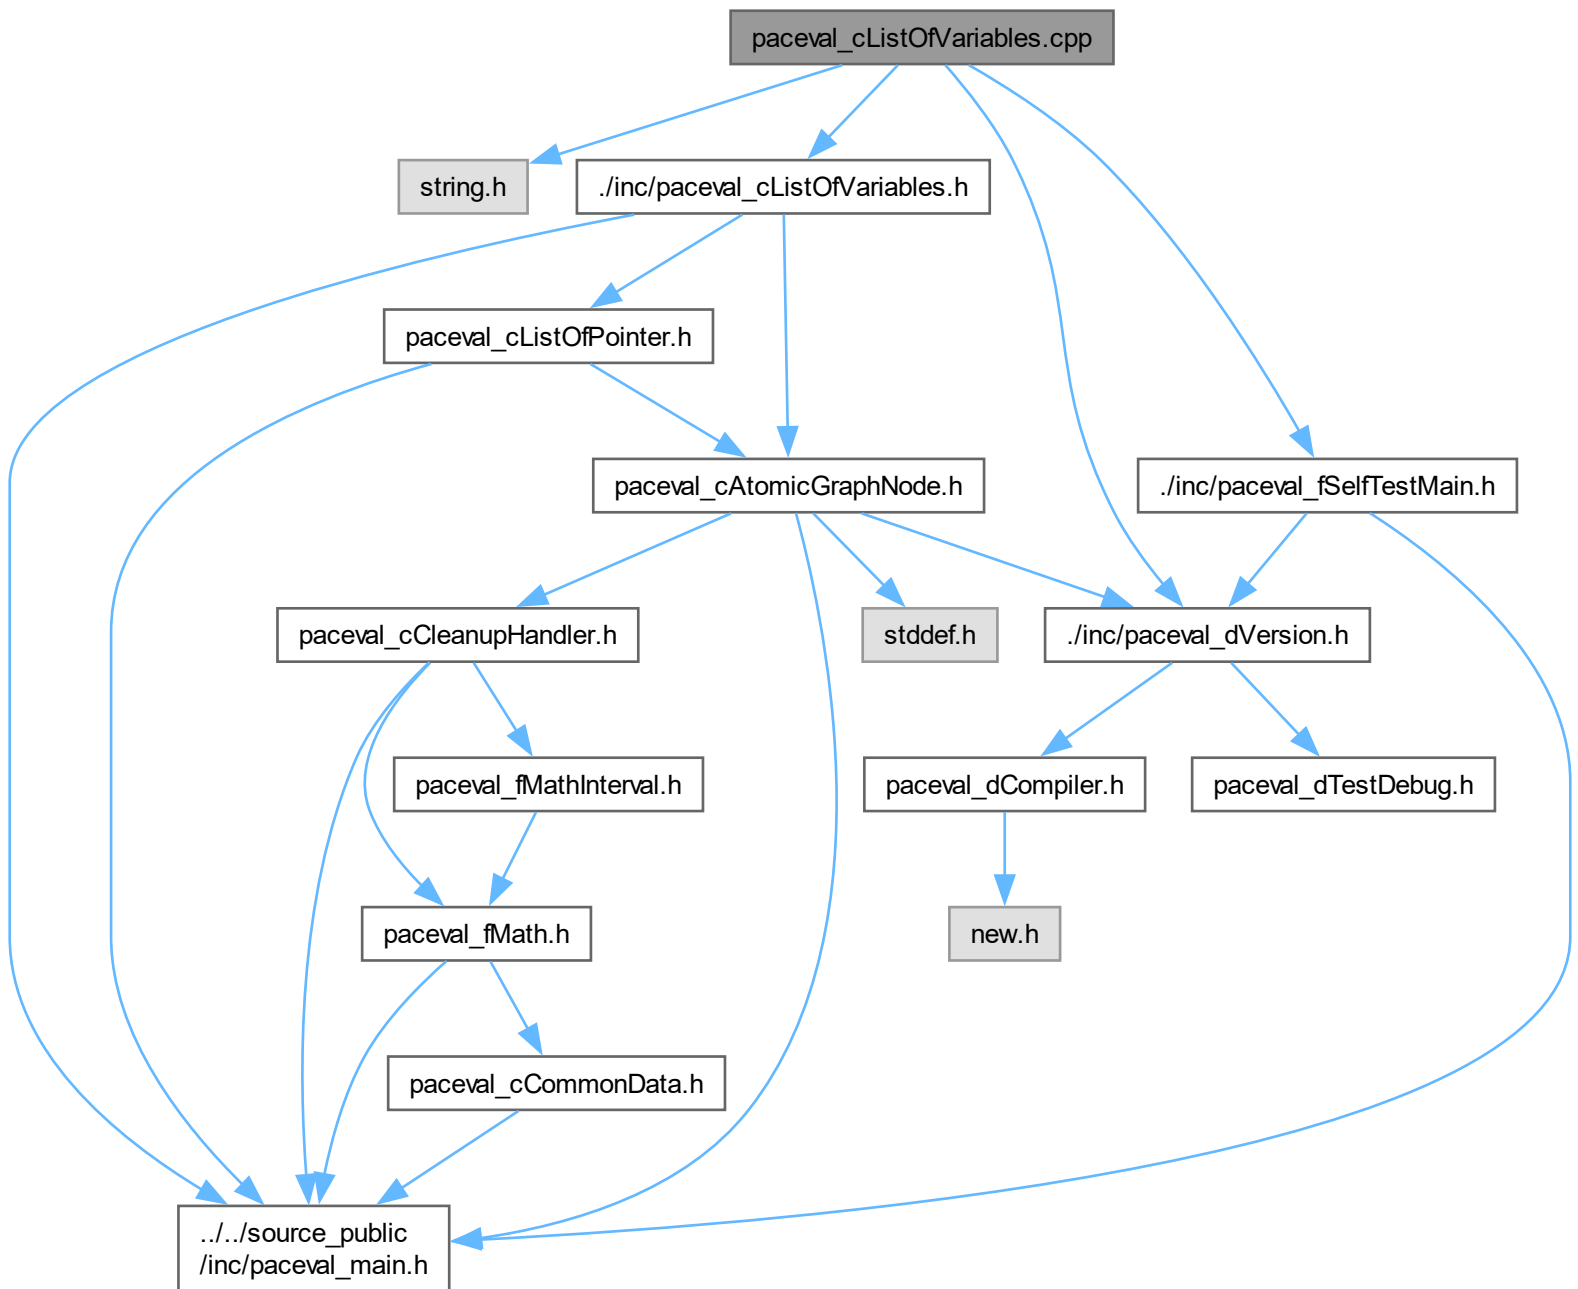 paceval_cListOfVariables.cpp
string.h
./inc/paceval_cListOfVariables.h
paceval_cListOfPointer.h
paceval_cAtomicGraphNode.h
./inc/paceval_fSelfTestMain.h
paceval_cCleanupHandler.h
stddef.h
./inc/paceval_dVersion.h
paceval_fMathInterval.h
paceval_dCompiler.h
paceval_dTestDebug.h
paceval_fMath.h
new.h
paceval_cCommonData.h
../../source_public
/inc/paceval_main.h